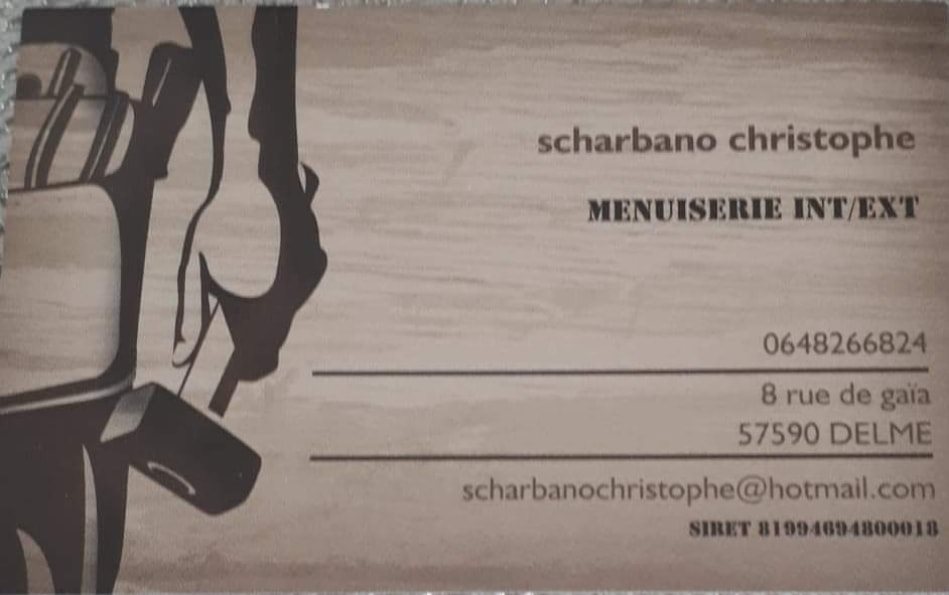 scharbano christophe
MENUISERIE INT/EXT
0648266824
8 rue de gaïa
57590 DELME
scharbanochristophe@hotmail.com
SIRET 81994694800018